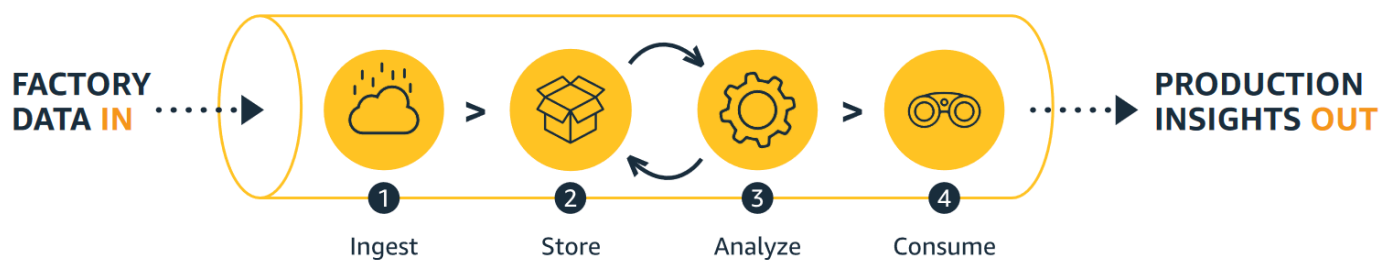 FACTORY
DATA IN
>
>
1
2
3
4
Ingest
Store
Analyze
Consume
PRODUCTION
INSIGHTS OUT